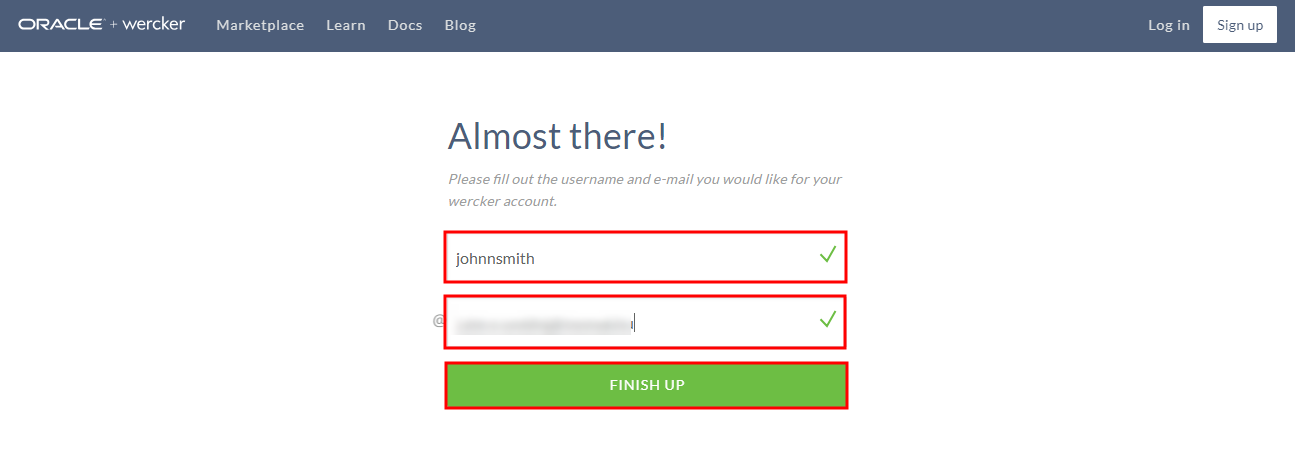 ORACLE + wercker Marketplace Learn Docs Blog Log in Sign up
Almost there!
Please fill out the username and e-mail you would like for your
wercker account.
johnnsmith
@
FINISH UP